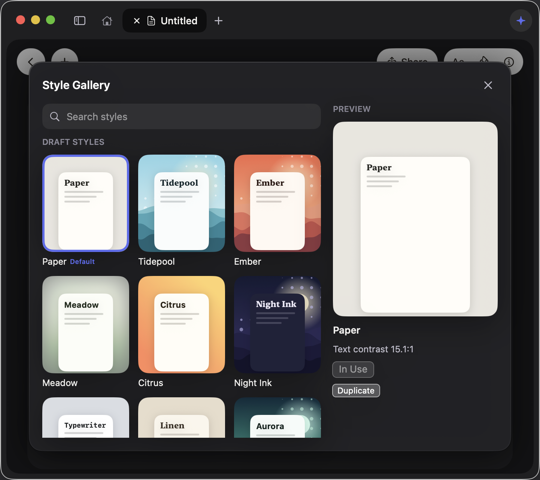 Untitled
Share
Aa
Style Gallery
Search styles
DRAFT STYLES
Paper
Tidepool
Ember
Paper Default
Tidepool
Ember
Meadow
Citrus
Night Ink
Meadow
Citrus
Night Ink
Typewriter
Linen
Aurora
PREVIEW
Paper
Paper
Text contrast 15.1:1
In Use
Duplicate